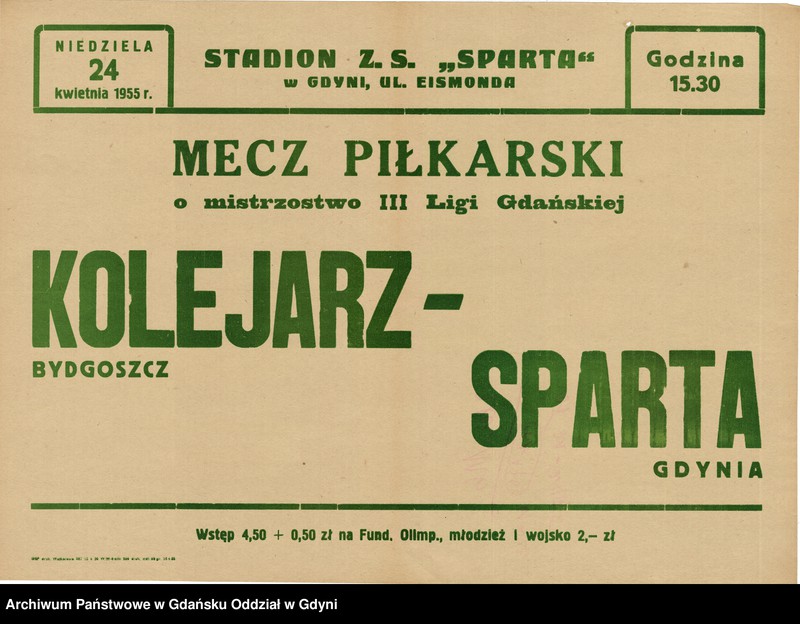 NIEDZIELA
24
kwietnia 1955 r.
STADION Z. S. „SPARTA“
w GDYNI, UL. EISMONDA
Godzina
15.30
MECZ PIŁKARSKI
o mistrzostwo III Ligi Gdańskiej
KOLEJARZ –
BYDGOSZCZ
SPARTA
GDYNIA
Wstęp 4,50 + 0,50 zł na Fund. Olimp., młodzież i wojsko 2,– zł
Archiwum Państwowe w Gdańsku Oddział w Gdyni